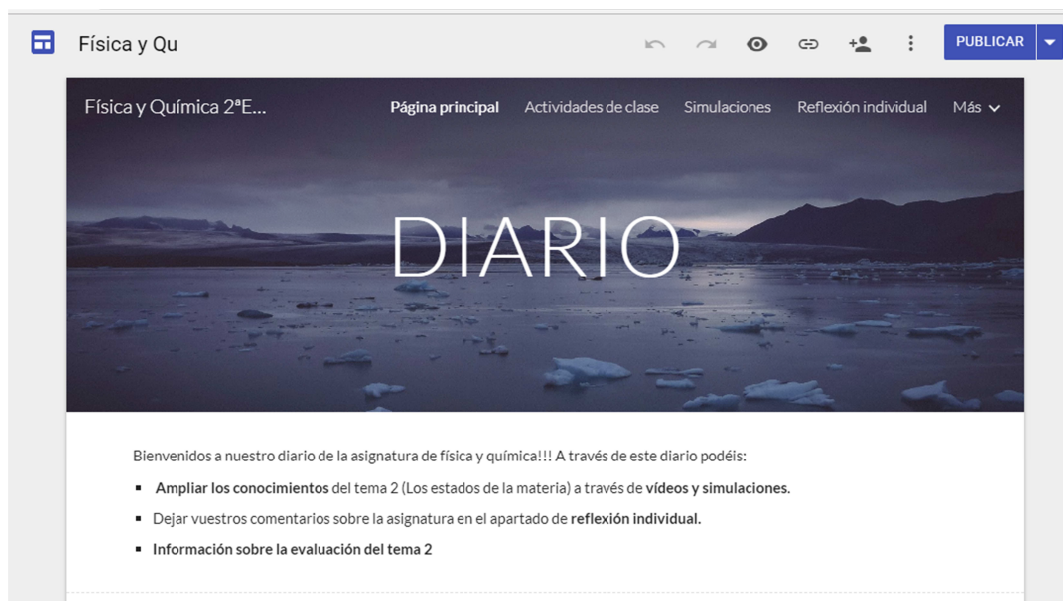 Física y Qu
PUBLICAR
Física y Química 2ªE...
Página principal
Actividades de clase
Simulaciones
Reflexión individual
Más
DIARIO
Bienvenidos a nuestro diario de la asignatura de física y química!!! A través de este diario podéis:
▪ Ampliar los conocimientos del tema 2 (Los estados de la materia) a través de vídeos y simulaciones.
▪ Dejar vuestros comentarios sobre la asignatura en el apartado de reflexión individual.
▪ Información sobre la evaluación del tema 2